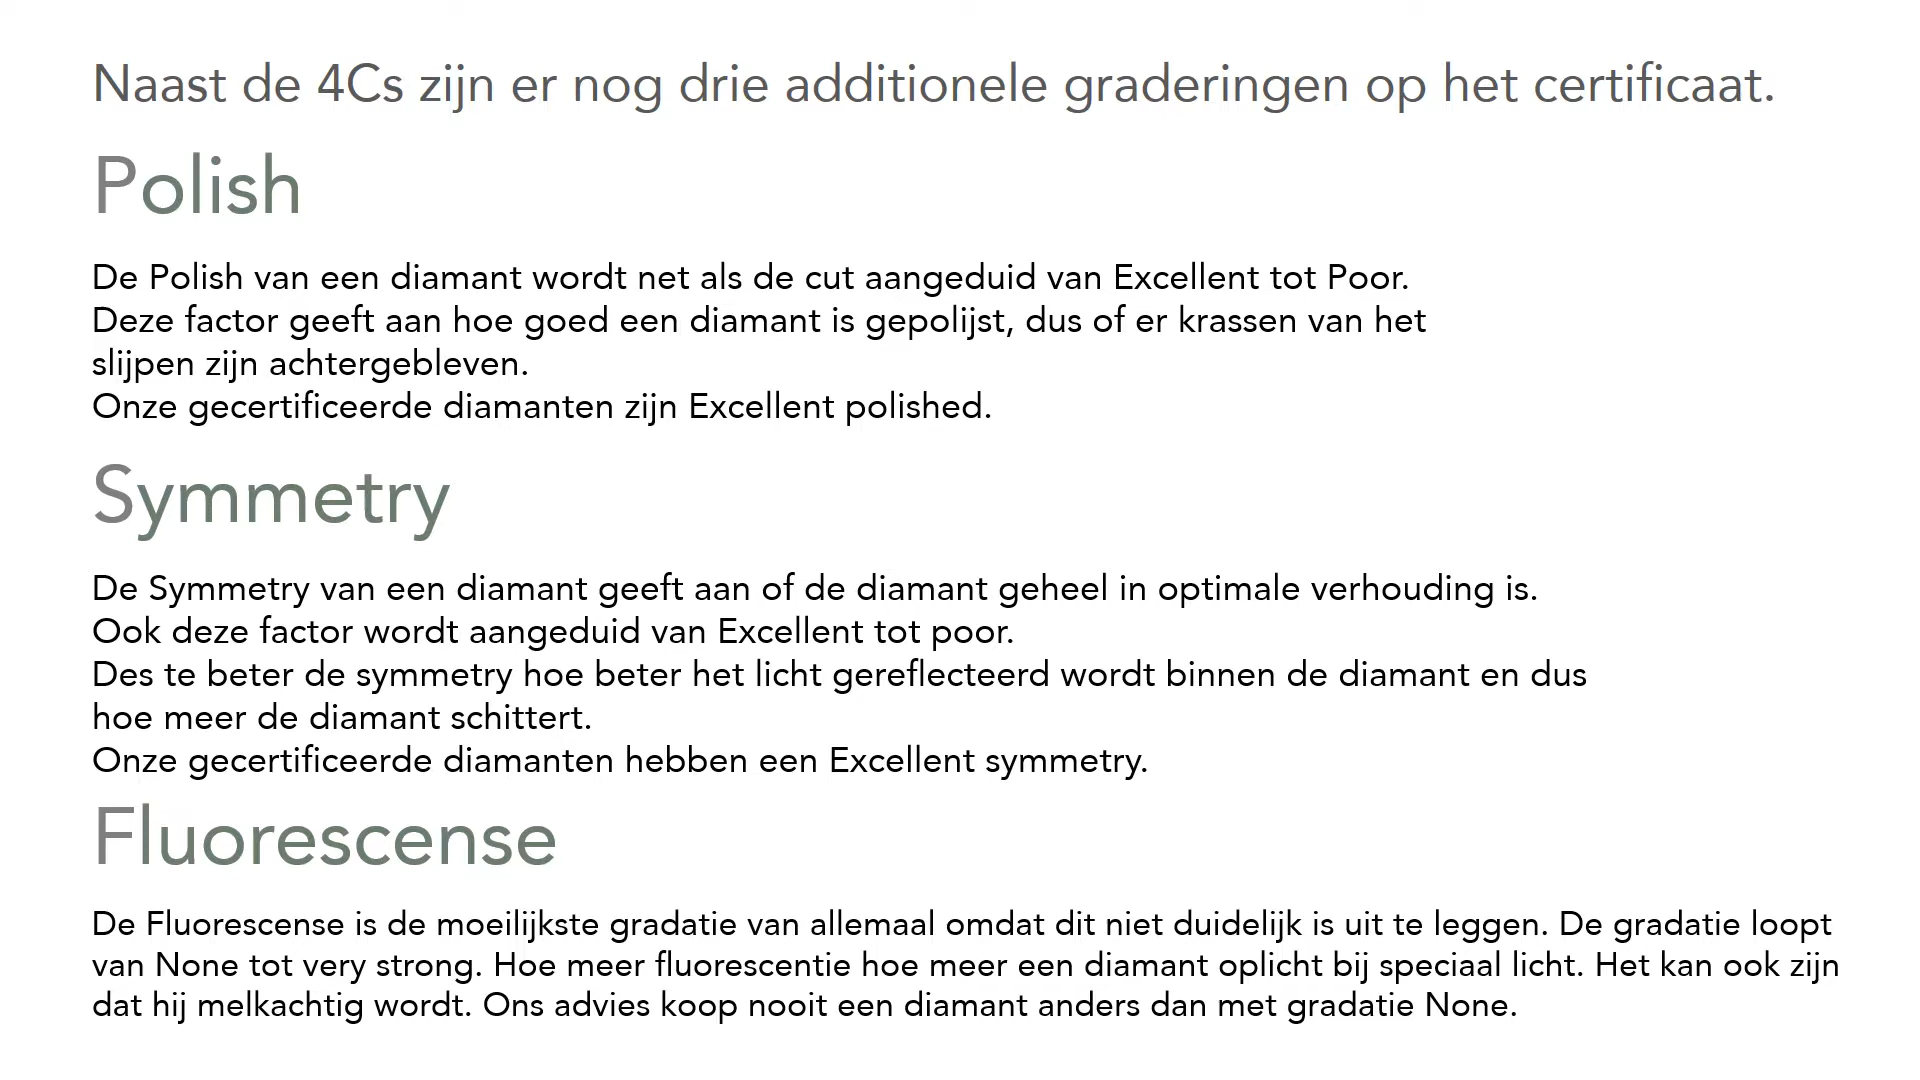 Naast de 4Cs zijn er nog drie additionele graderingen op het certificaat.
Polish
De Polish van een diamant wordt net als de cut aangeduid van Excellent tot Poor.
Deze factor geeft aan hoe goed een diamant is gepolijst, dus of er krassen van het
slijpen zijn achtergebleven.
Onze gecertificeerde diamanten zijn Excellent polished.
Symmetry
De Symmetry van een diamant geeft aan of de diamant geheel in optimale verhouding is.
Ook deze factor wordt aangeduid van Excellent tot poor.
Des te beter de symmetry hoe beter het licht gereflecteerd wordt binnen de diamant en dus
hoe meer de diamant schittert.
Onze gecertificeerde diamanten hebben een Excellent symmetry.
Fluorescense
De Fluorescense is de moeilijkste gradatie van allemaal omdat dit niet duidelijk is uit te leggen. De gradatie loopt
van None tot very strong. Hoe meer fluorescentie hoe meer een diamant oplicht bij speciaal licht. Het kan ook zijn
dat hij melkachtig wordt. Ons advies koop nooit een diamant anders dan met gradatie None.